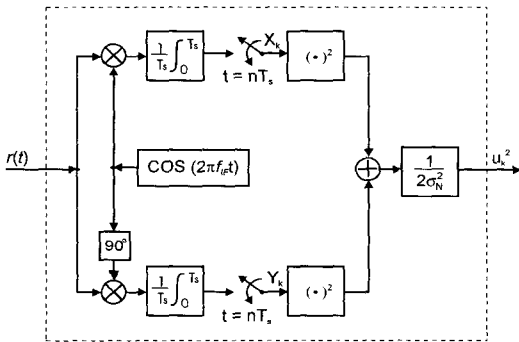 1/Ts ∫0 Ts
Xk
t = nTs
(•)²
r(t)
COS (2πf_IF t)
1/2σ²N
uk²
90°
1/Ts ∫0 Ts
Yk
t = nTs
(•)²